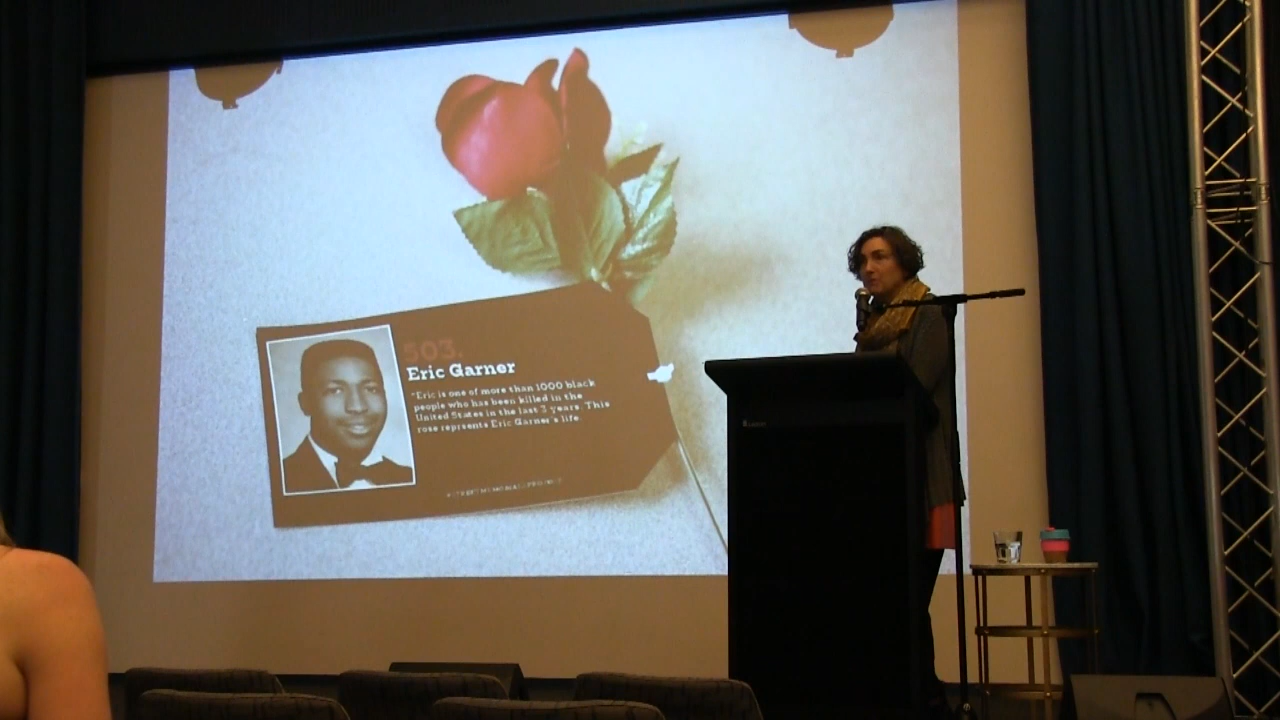 503.
Eric Garner
"Eric is one of more than 1000 black
people who has been killed in the
United States in the last 3 years. This
rose reprsents Eric Garner's life